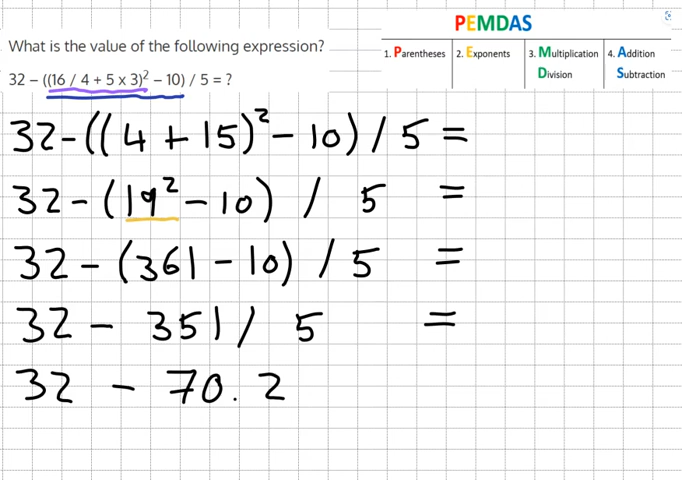 PEMDAS
What is the value of the following expression?
32 − ((16 / 4 + 5 x 3)² − 10) / 5 = ?
1. Parentheses
2. Exponents
3. Multiplication
Division
4. Addition
Subtraction
32 - ((4 + 15)² - 10) / 5 =
32 - (19² - 10) / 5 =
32 - (361 - 10) / 5 =
32 - 351 / 5 =
32 - 70.2